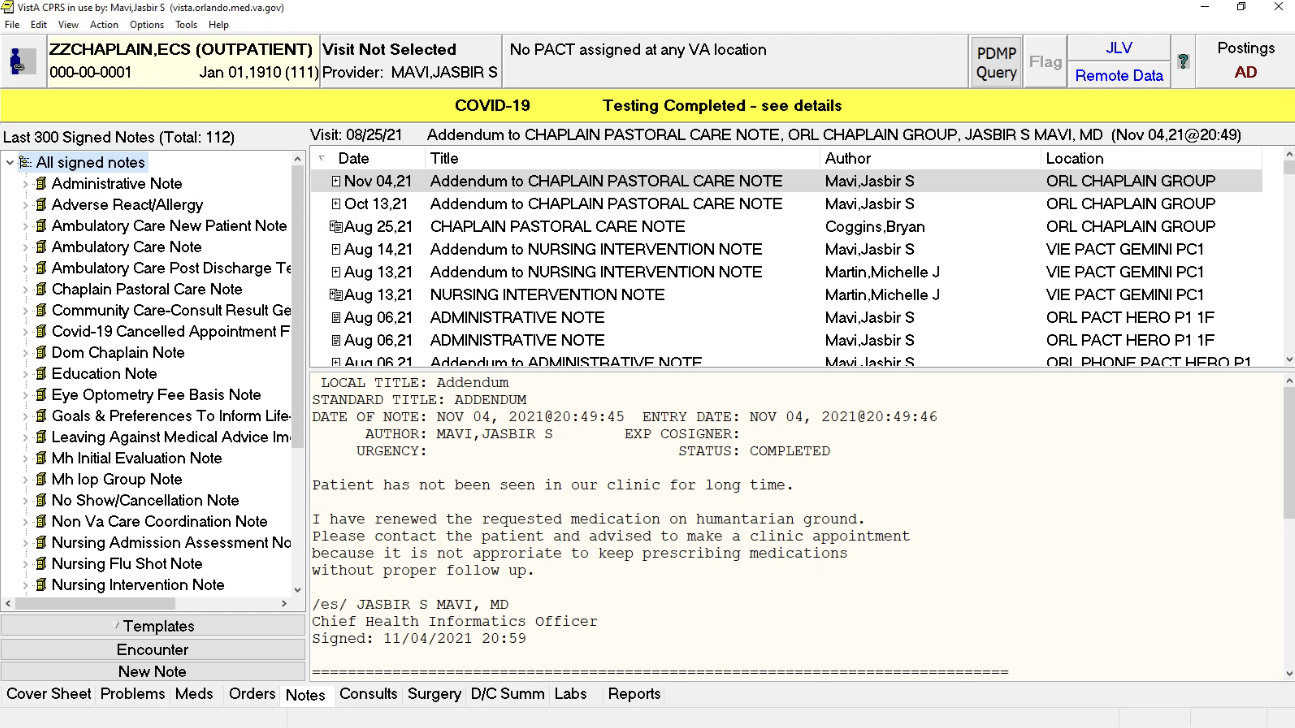 VistA CPRS in use by: Mavi,Jasbir S (vista.orlando.med.va.gov)
File Edit View Action Options Tools Help
ZZCHAPLAIN,ECS (OUTPATIENT)
000-00-0001 Jan 01,1910 (111)
Visit Not Selected
Provider: MAVI,JASBIR S
No PACT assigned at any VA location
PDMP
Query
Flag
JLV
Remote Data
?
Postings
AD
COVID-19 Testing Completed - see details
Last 300 Signed Notes (Total: 112)
All signed notes
Administrative Note
Adverse React/Allergy
Ambulatory Care New Patient Note
Ambulatory Care Note
Ambulatory Care Post Discharge Te
Chaplain Pastoral Care Note
Community Care-Consult Result Ge
Covid-19 Cancelled Appointment F
Dom Chaplain Note
Education Note
Eye Optometry Fee Basis Note
Goals & Preferences To Inform Life-
Leaving Against Medical Advice Im
Mh Initial Evaluation Note
Mh Iop Group Note
No Show/Cancellation Note
Non Va Care Coordination Note
Nursing Admission Assessment No
Nursing Flu Shot Note
Nursing Intervention Note
Templates
Encounter
New Note
Visit: 08/25/21 Addendum to CHAPLAIN PASTORAL CARE NOTE, ORL CHAPLAIN GROUP, JASBIR S MAVI, MD (Nov 04,21@20:49)
Date Title Author Location
Nov 04,21 Addendum to CHAPLAIN PASTORAL CARE NOTE Mavi,Jasbir S ORL CHAPLAIN GROUP
Oct 13,21 Addendum to CHAPLAIN PASTORAL CARE NOTE Mavi,Jasbir S ORL CHAPLAIN GROUP
Aug 25,21 CHAPLAIN PASTORAL CARE NOTE Coggins,Bryan ORL CHAPLAIN GROUP
Aug 14,21 Addendum to NURSING INTERVENTION NOTE Mavi,Jasbir S VIE PACT GEMINI PC1
Aug 13,21 Addendum to NURSING INTERVENTION NOTE Martin,Michelle J VIE PACT GEMINI PC1
Aug 13,21 NURSING INTERVENTION NOTE Martin,Michelle J VIE PACT GEMINI PC1
Aug 06,21 ADMINISTRATIVE NOTE Mavi,Jasbir S ORL PACT HERO P1 1F
Aug 06,21 ADMINISTRATIVE NOTE Mavi,Jasbir S ORL PACT HERO P1 1F
Aug 06,21 Addendum to ADMINISTRATIVE NOTE Mavi,Jasbir S ORL PHONE PACT HERO P1
LOCAL TITLE: Addendum
STANDARD TITLE: ADDENDUM
DATE OF NOTE: NOV 04, 2021@20:49:45 ENTRY DATE: NOV 04, 2021@20:49:46
AUTHOR: MAVI,JASBIR S EXP COSIGNER:
URGENCY: STATUS: COMPLETED
Patient has not been seen in our clinic for long time.
I have renewed the requested medication on humantarian ground.
Please contact the patient and advised to make a clinic appointment
because it is not approriate to keep prescribing medications
without proper follow up.
/es/ JASBIR S MAVI, MD
Chief Health Informatics Officer
Signed: 11/04/2021 20:59
==============================================================================
Cover Sheet Problems Meds Orders Notes Consults Surgery D/C Summ Labs Reports